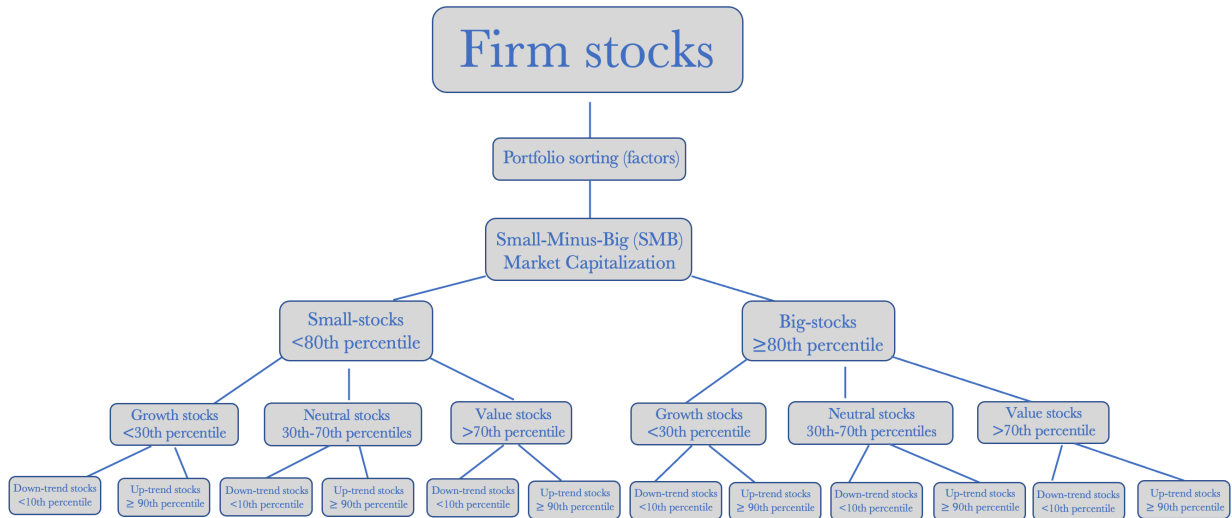 Firm stocks
Portfolio sorting (factors)
Small-Minus-Big (SMB)
Market Capitalization
Small-stocks
<80th percentile
Big-stocks
≥80th percentile
Growth stocks
<30th percentile
Neutral stocks
30th-70th percentiles
Value stocks
>70th percentile
Growth stocks
<30th percentile
Neutral stocks
30th-70th percentiles
Value stocks
>70th percentile
Down-trend stocks
<10th percentile
Up-trend stocks
≥ 90th percentile
Down-trend stocks
<10th percentile
Up-trend stocks
≥ 90th percentile
Down-trend stocks
<10th percentile
Up-trend stocks
≥ 90th percentile
Down-trend stocks
<10th percentile
Up-trend stocks
≥ 90th percentile
Down-trend stocks
<10th percentile
Up-trend stocks
≥ 90th percentile
Down-trend stocks
<10th percentile
Up-trend stocks
≥ 90th percentile